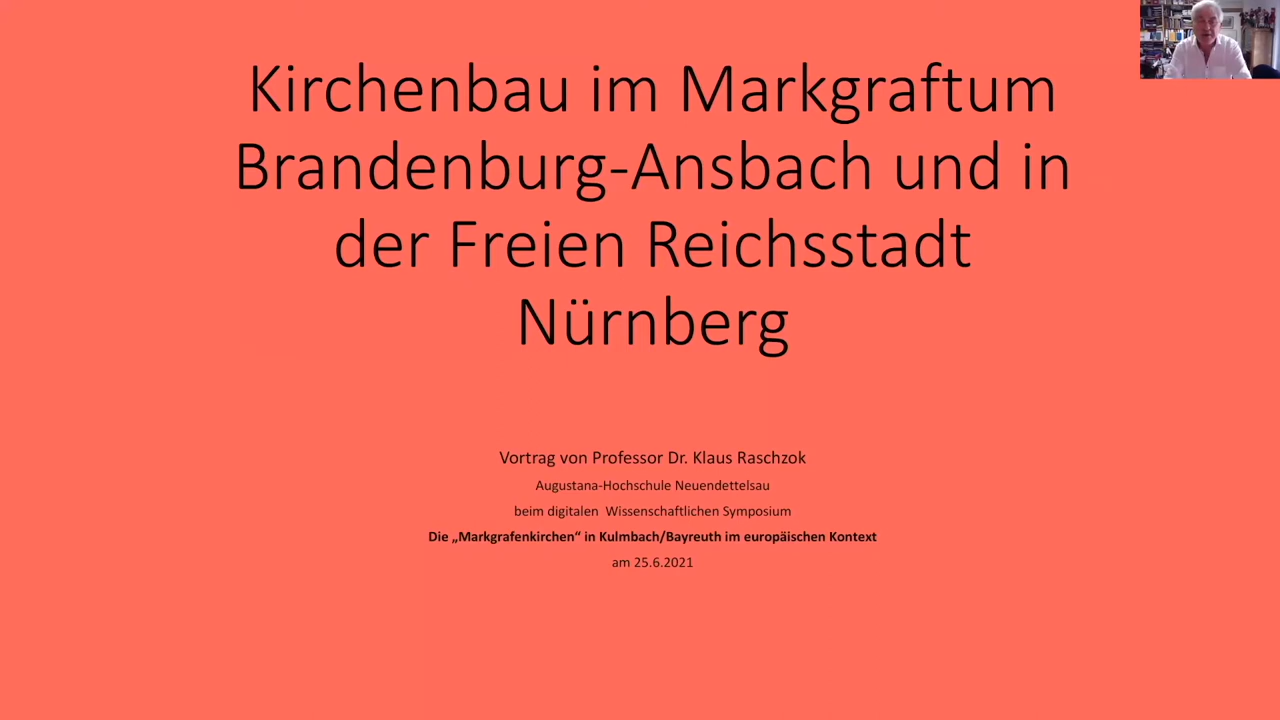 Kirchenbau im Markgraftum
Brandenburg-Ansbach und in
der Freien Reichsstadt
Nürnberg
Vortrag von Professor Dr. Klaus Raschzok
Augustana-Hochschule Neuendettelsau
beim digitalen Wissenschaftlichen Symposium
Die „Markgrafenkirchen“ in Kulmbach/Bayreuth im europäischen Kontext
am 25.6.2021